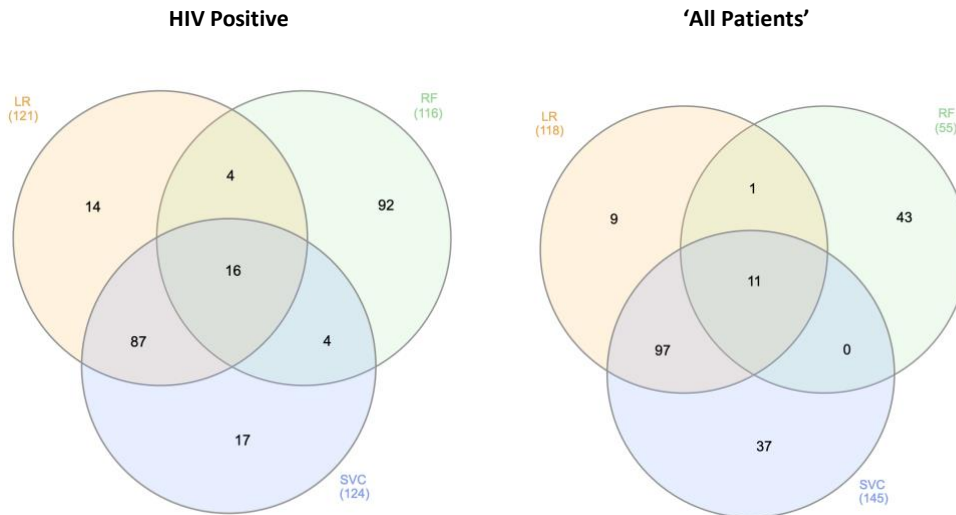 HIV Positive
LR
(121)
RF
(116)
4
14
92
16
87
4
17
SVC
(124)
‘All Patients’
LR
(118)
RF
(55)
1
9
43
11
97
0
37
SVC
(145)